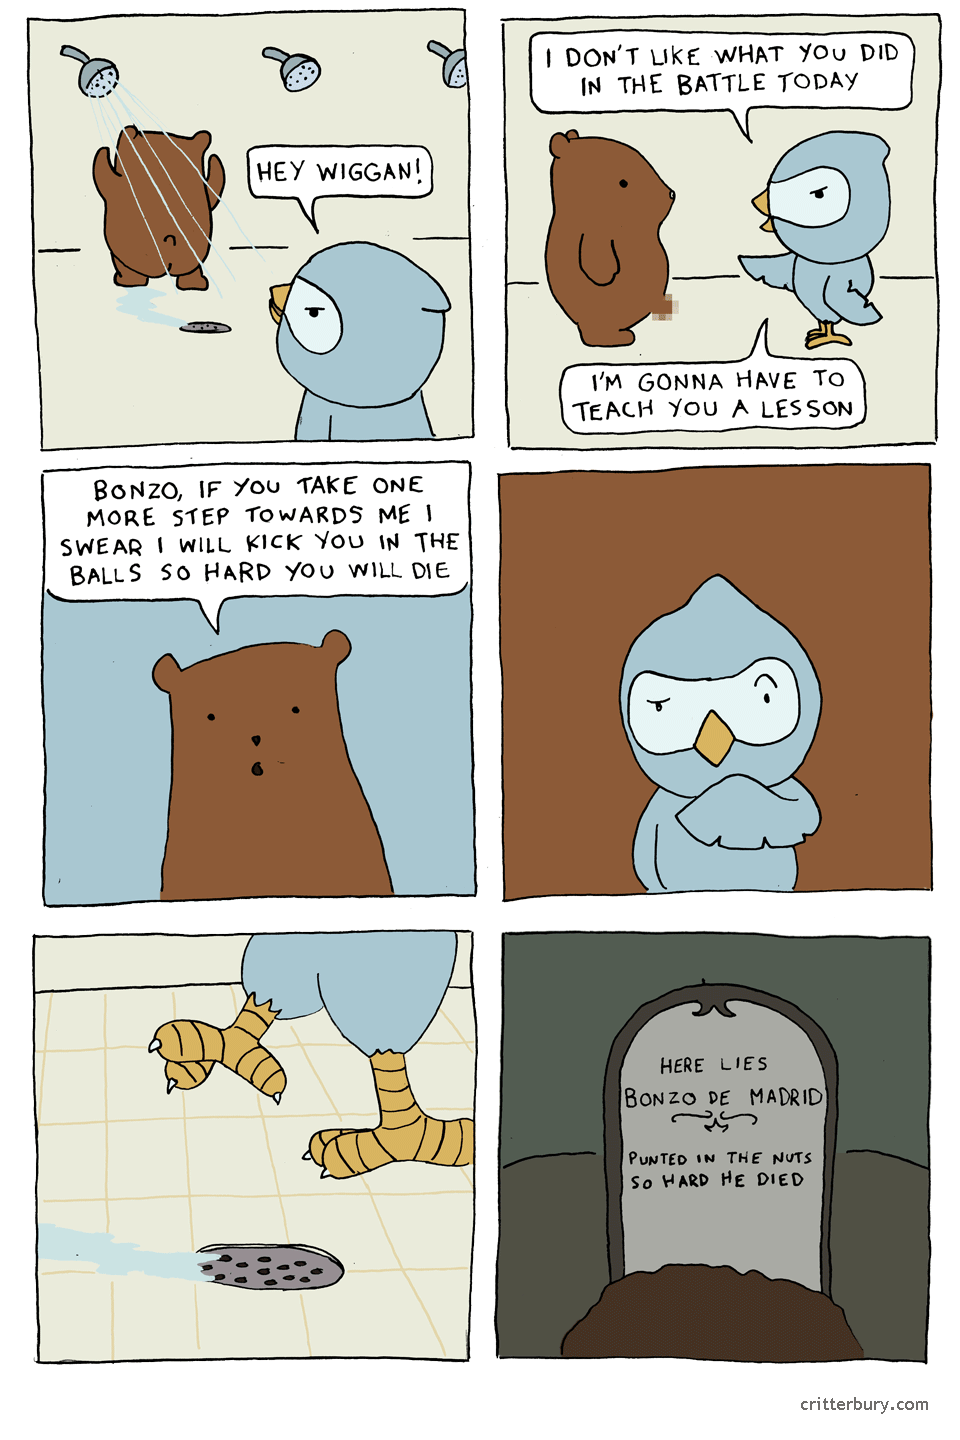 HEY WIGGAN!
I DON'T LIKE WHAT YOU DID
IN THE BATTLE TODAY
I'M GONNA HAVE TO
TEACH YOU A LESSON
BONZO, IF YOU TAKE ONE
MORE STEP TOWARDS ME I
SWEAR I WILL KICK YOU IN THE
BALLS SO HARD YOU WILL DIE
HERE LIES
BONZO DE MADRID
PUNTED IN THE NUTS
SO HARD HE DIED
critterbury.com